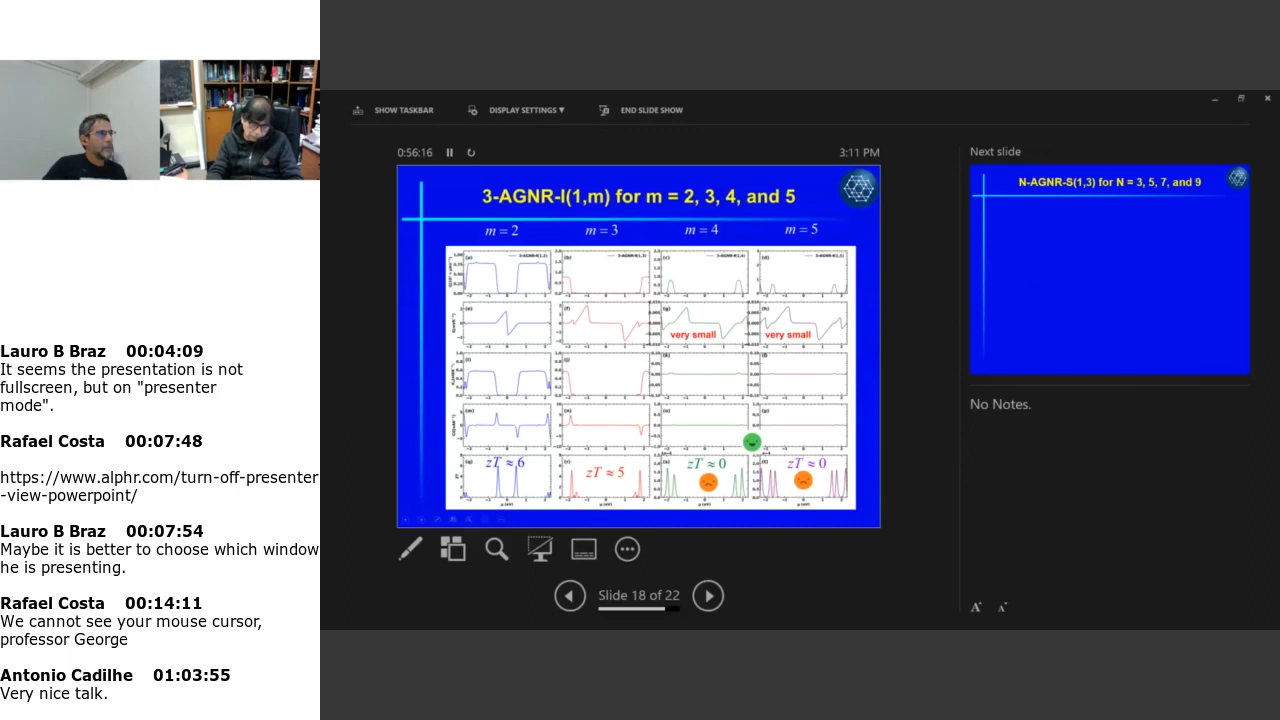 Lauro B Braz 00:04:09
It seems the presentation is not
fullscreen, but on "presenter
mode".
Rafael Costa 00:07:48
https://www.alphr.com/turn-off-presenter
-view-powerpoint/
Lauro B Braz 00:07:54
Maybe it is better to choose which window
he is presenting.
Rafael Costa 00:14:11
We cannot see your mouse cursor,
professor George
Antonio Cadilhe 01:03:55
Very nice talk.
SHOW TASKBAR DISPLAY SETTINGS ▼ END SLIDE SHOW
0:56:16 3:11 PM
3-AGNR-I(1,m) for m = 2, 3, 4, and 5
m = 2 m = 3 m = 4 m = 5
very small very small
zT ≈ 6 zT ≈ 5 zT ≈ 0 zT ≈ 0
Slide 18 of 22
Next slide
N-AGNR-S(1,3) for N = 3, 5, 7, and 9
No Notes.
A A